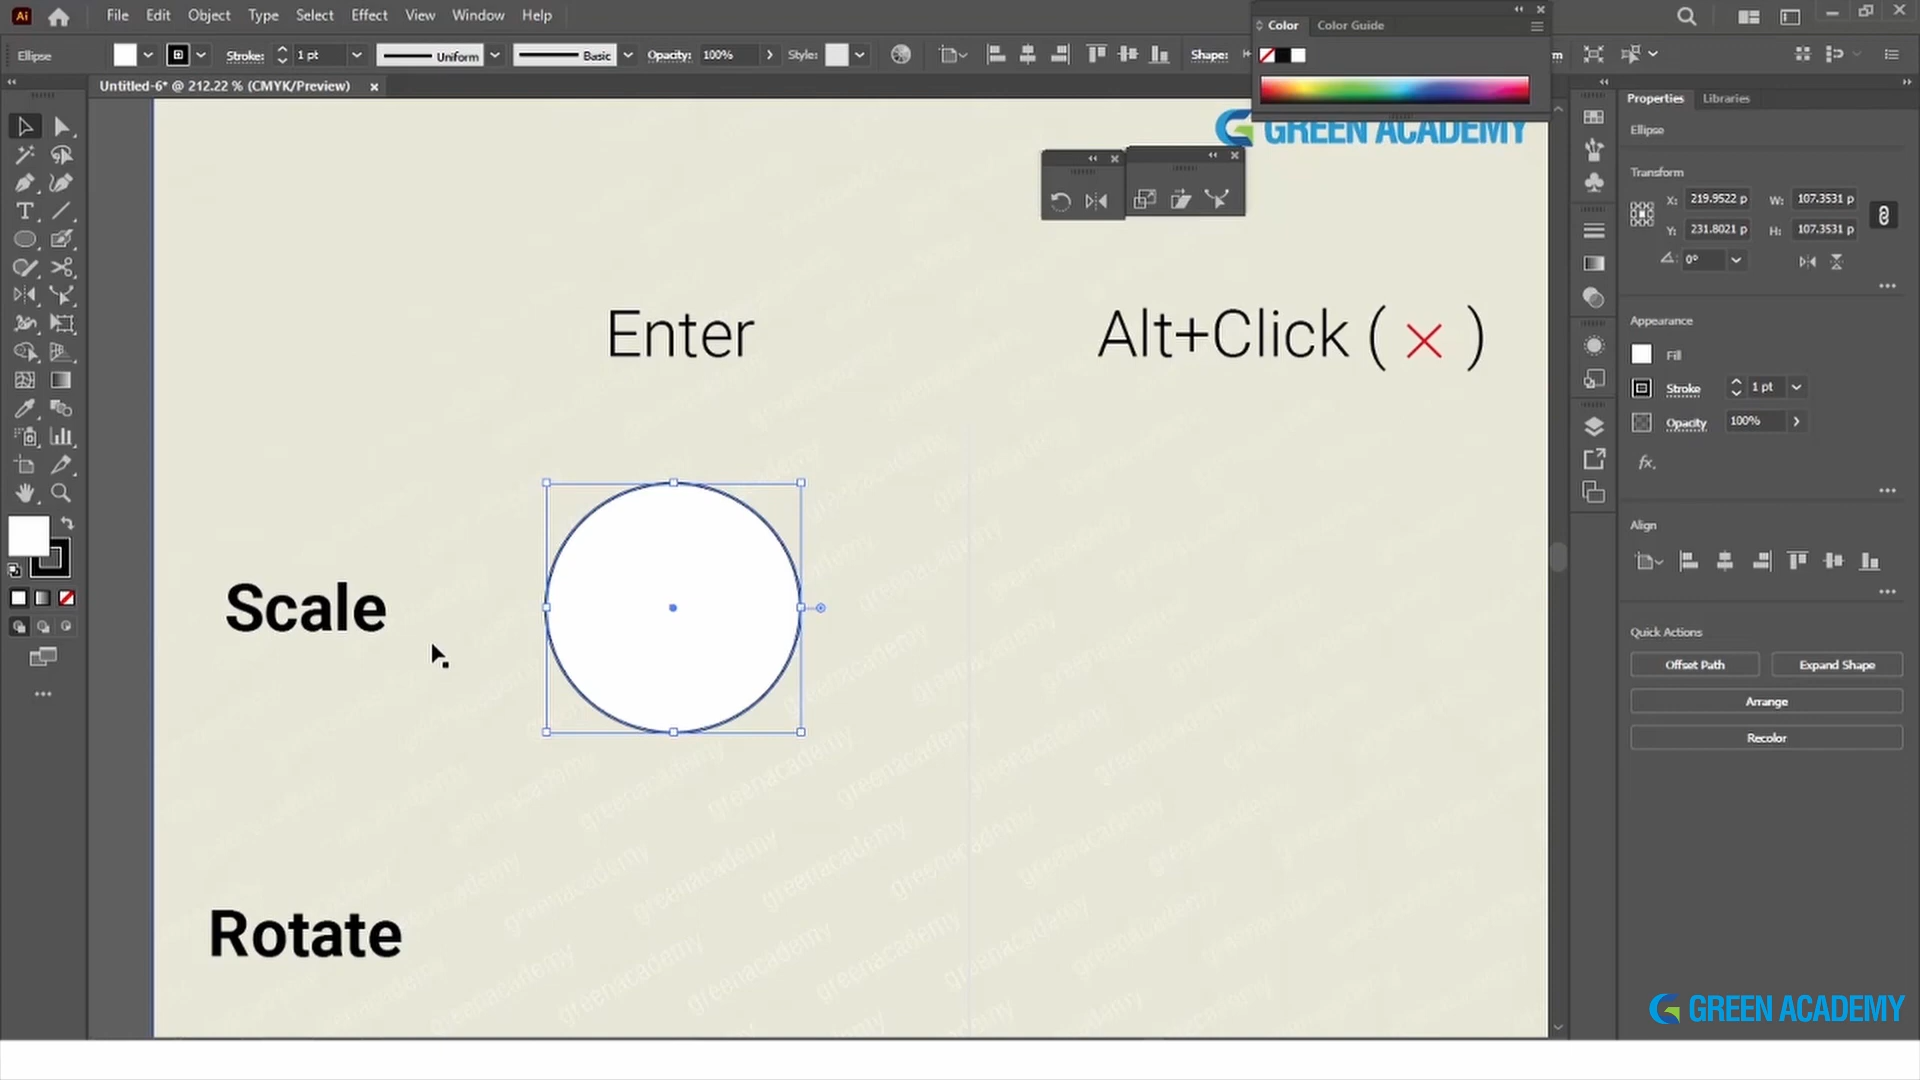 Ai File Edit Object Type Select Effect View Window Help
Color Color Guide
Ellipse Stroke: 1 pt Uniform Basic Opacity: 100% Style: Shape:
Untitled-6* @ 212.22 % (CMYK/Preview)
GREEN ACADEMY
Enter
Alt+Click ( × )
Scale
Rotate
Properties Libraries
Ellipse
Transform
X: 219.9522 p W: 107.3531 p
Y: 231.8021 p H: 107.3531 p
0°
Appearance
Fill
Stroke 1 pt
Opacity 100%
fx.
Align
Quick Actions
Offset Path Expand Shape
Arrange
Recolor
greenacademy
GREEN ACADEMY